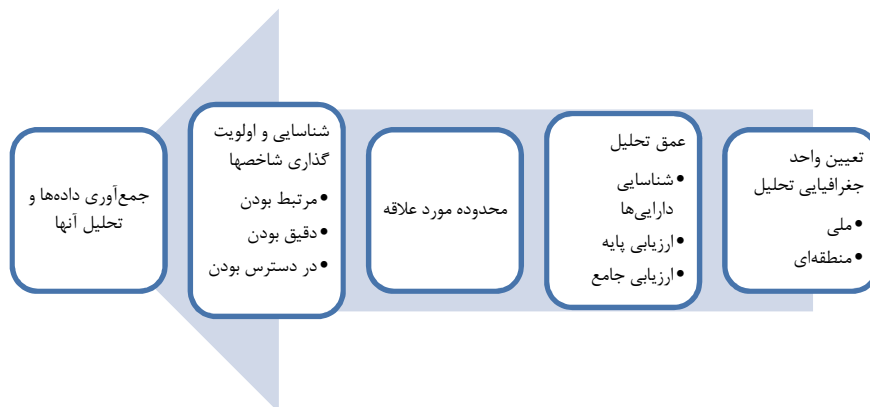 تعیین واحد
جغرافیایی تحلیل
•ملی
•منطقه‌ای
عمق تحلیل
•شناسایی
دارایی‌ها
•ارزیابی پایه
•ارزیابی جامع
محدوده مورد علاقه
شناسایی و اولویت
گذاری شاخصها
•مرتبط بودن
•دقیق بودن
•در دسترس بودن
جمع‌آوری داده‌ها و
تحلیل آنها